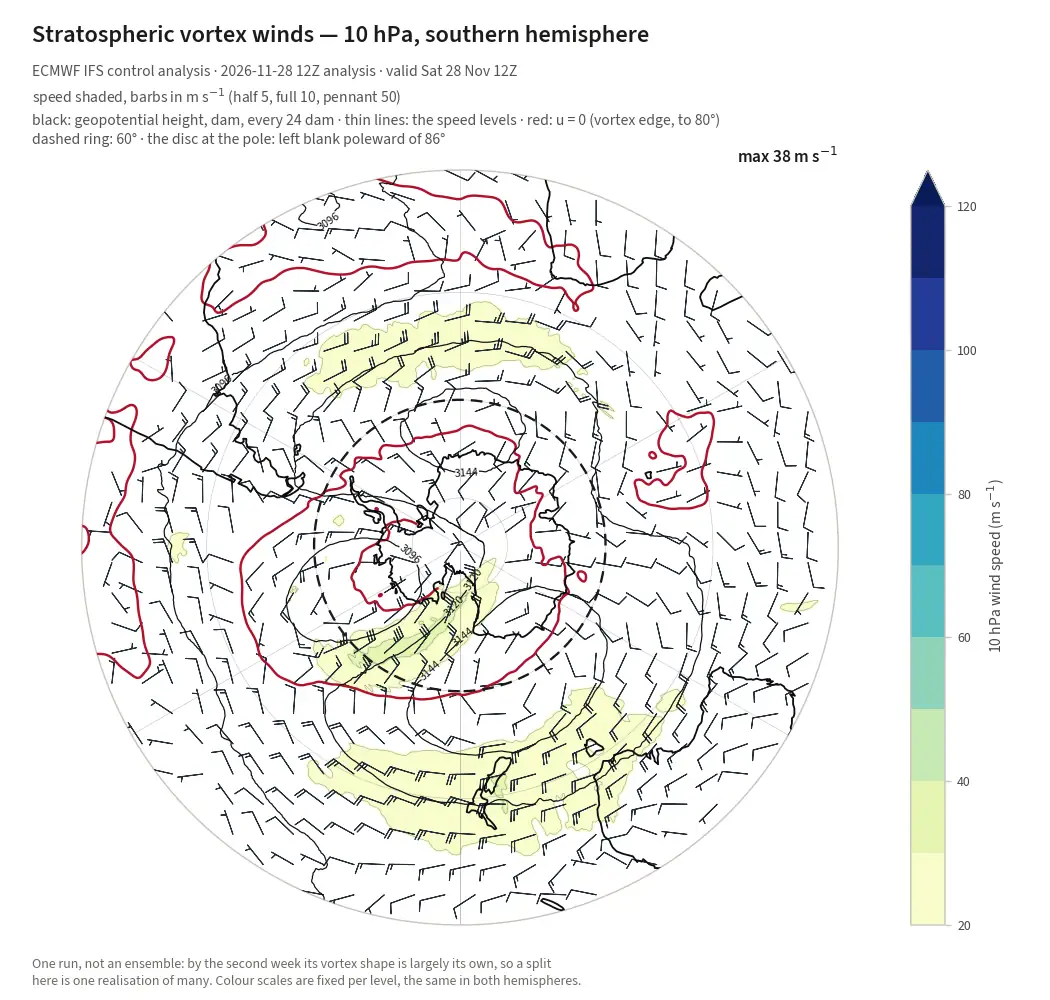 Stratospheric vortex winds — 10 hPa, southern hemisphere
ECMWF IFS control analysis · 2026-11-28 12Z analysis · valid Sat 28 Nov 12Z
speed shaded, barbs in m s⁻¹ (half 5, full 10, pennant 50)
black: geopotential height, dam, every 24 dam · thin lines: the speed levels · red: u = 0 (vortex edge, to 80°)
dashed ring: 60° · the disc at the pole: left blank poleward of 86°
max 38 m s⁻¹
120
100
80
60
40
20
10 hPa wind speed (m s⁻¹)
3096
3096
3144
3096
3120
3120
3144
3144
One run, not an ensemble: by the second week its vortex shape is largely its own, so a split
here is one realisation of many. Colour scales are fixed per level, the same in both hemispheres.